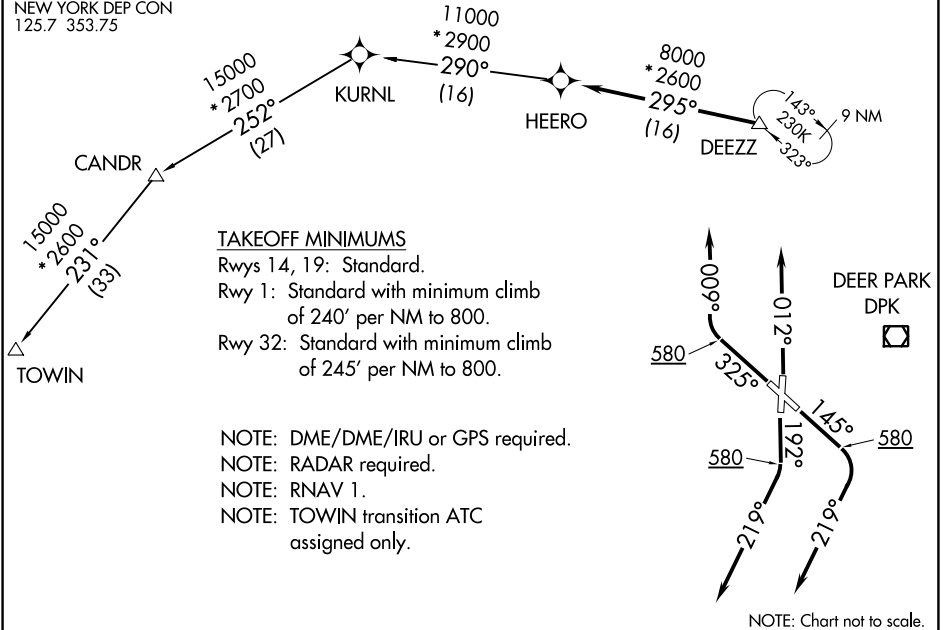 NEW YORK DEP CON
125.7 353.75
11000
*2900
290°
(16)
KURNL
8000
*2600
295°
(16)
HEERO
143°
230K
323°
9 NM
DEEZZ
15000
*2700
252°
(27)
CANDR
15000
*2600
231°
(33)
TOWIN
TAKEOFF MINIMUMS
Rwys 14, 19: Standard.
Rwy 1: Standard with minimum climb
of 240' per NM to 800.
Rwy 32: Standard with minimum climb
of 245' per NM to 800.
NOTE: DME/DME/IRU or GPS required.
NOTE: RADAR required.
NOTE: RNAV 1.
NOTE: TOWIN transition ATC
assigned only.
DEER PARK
DPK
009°
012°
580
325°
145°
192°
580
580
219°
219°
NOTE: Chart not to scale.